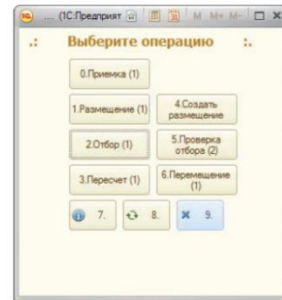 .... (1С:Предприят M M+ M-
.: Выберите операцию :.
0.Приемка (1)
1.Размещение (1)
4.Создать
размещение
2.Отбор (1)
5.Проверка
отбора (2)
3.Пересчет (1)
6.Перемещение
(1)
7.
8.
9.